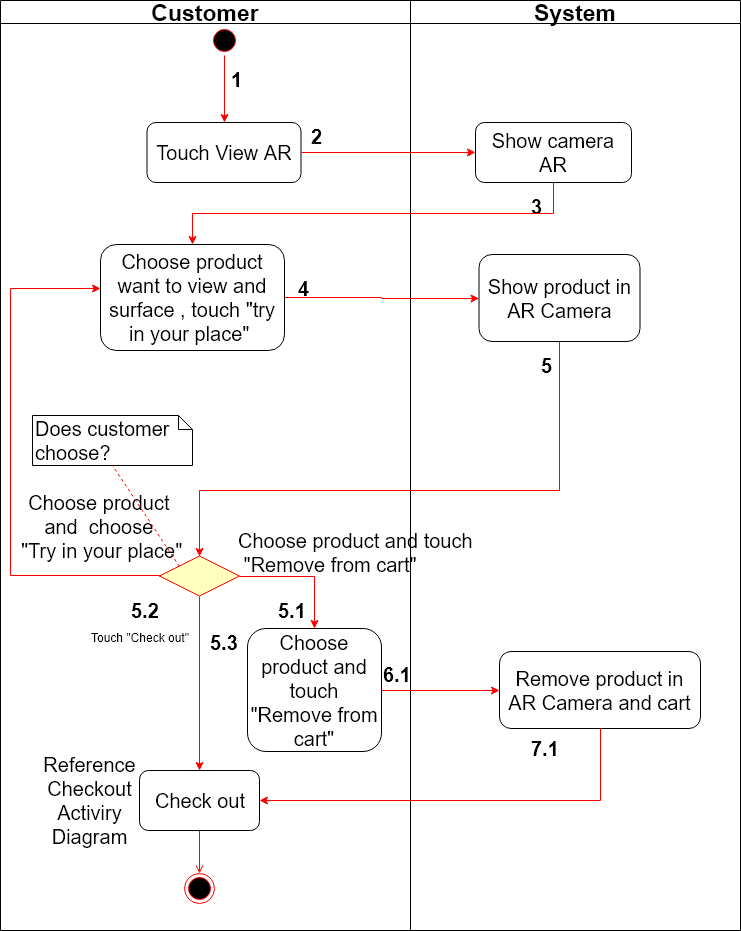 Customer
System
1
Touch View AR
2
Show camera
AR
3
Choose product
want to view and
surface , touch "try
in your place"
4
Show product in
AR Camera
5
Does customer
choose?
Choose product
and choose
"Try in your place"
Choose product and touch
"Remove from cart"
5.2
Touch "Check out"
5.3
5.1
Choose
product and
touch
"Remove from
cart"
6.1
Remove product in
AR Camera and cart
7.1
Reference
Checkout
Activiry
Diagram
Check out